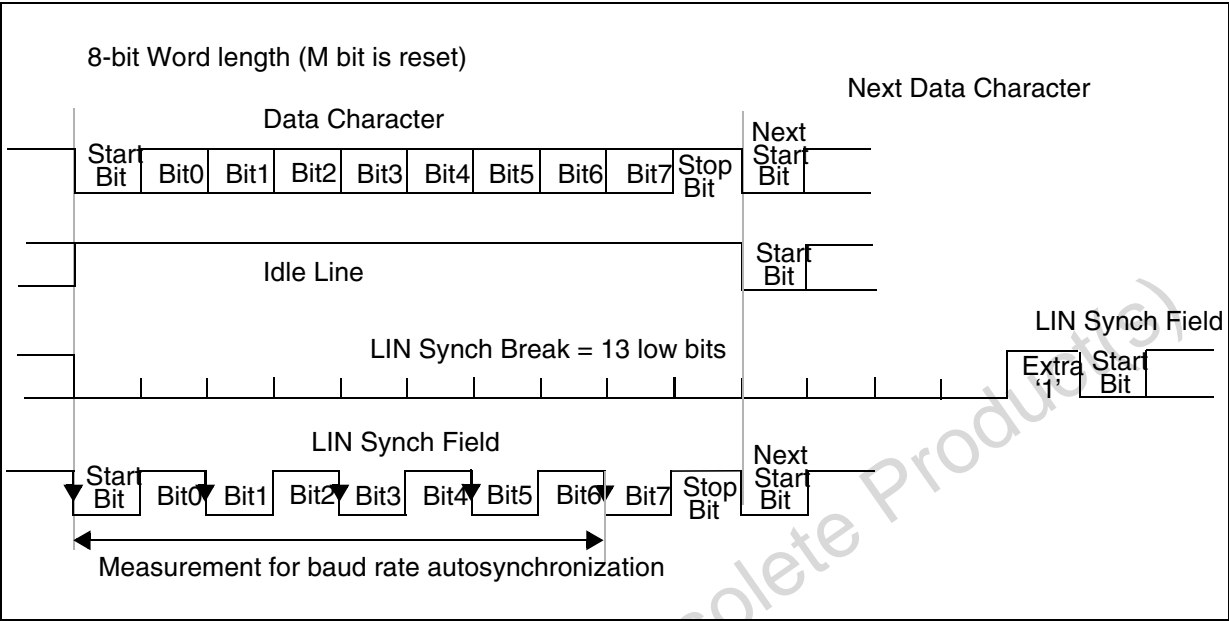 8-bit Word length (M bit is reset)
Next Data Character
Data Character
Start Bit
Bit0
Bit1
Bit2
Bit3
Bit4
Bit5
Bit6
Bit7
Stop Bit
Next Start Bit
Idle Line
Start Bit
LIN Synch Field
LIN Synch Break = 13 low bits
Extra '1'
Start Bit
LIN Synch Field
Start Bit
Bit0
Bit1
Bit2
Bit3
Bit4
Bit5
Bit6
Bit7
Stop Bit
Next Start Bit
Measurement for baud rate autosynchronization
solete Product(s)